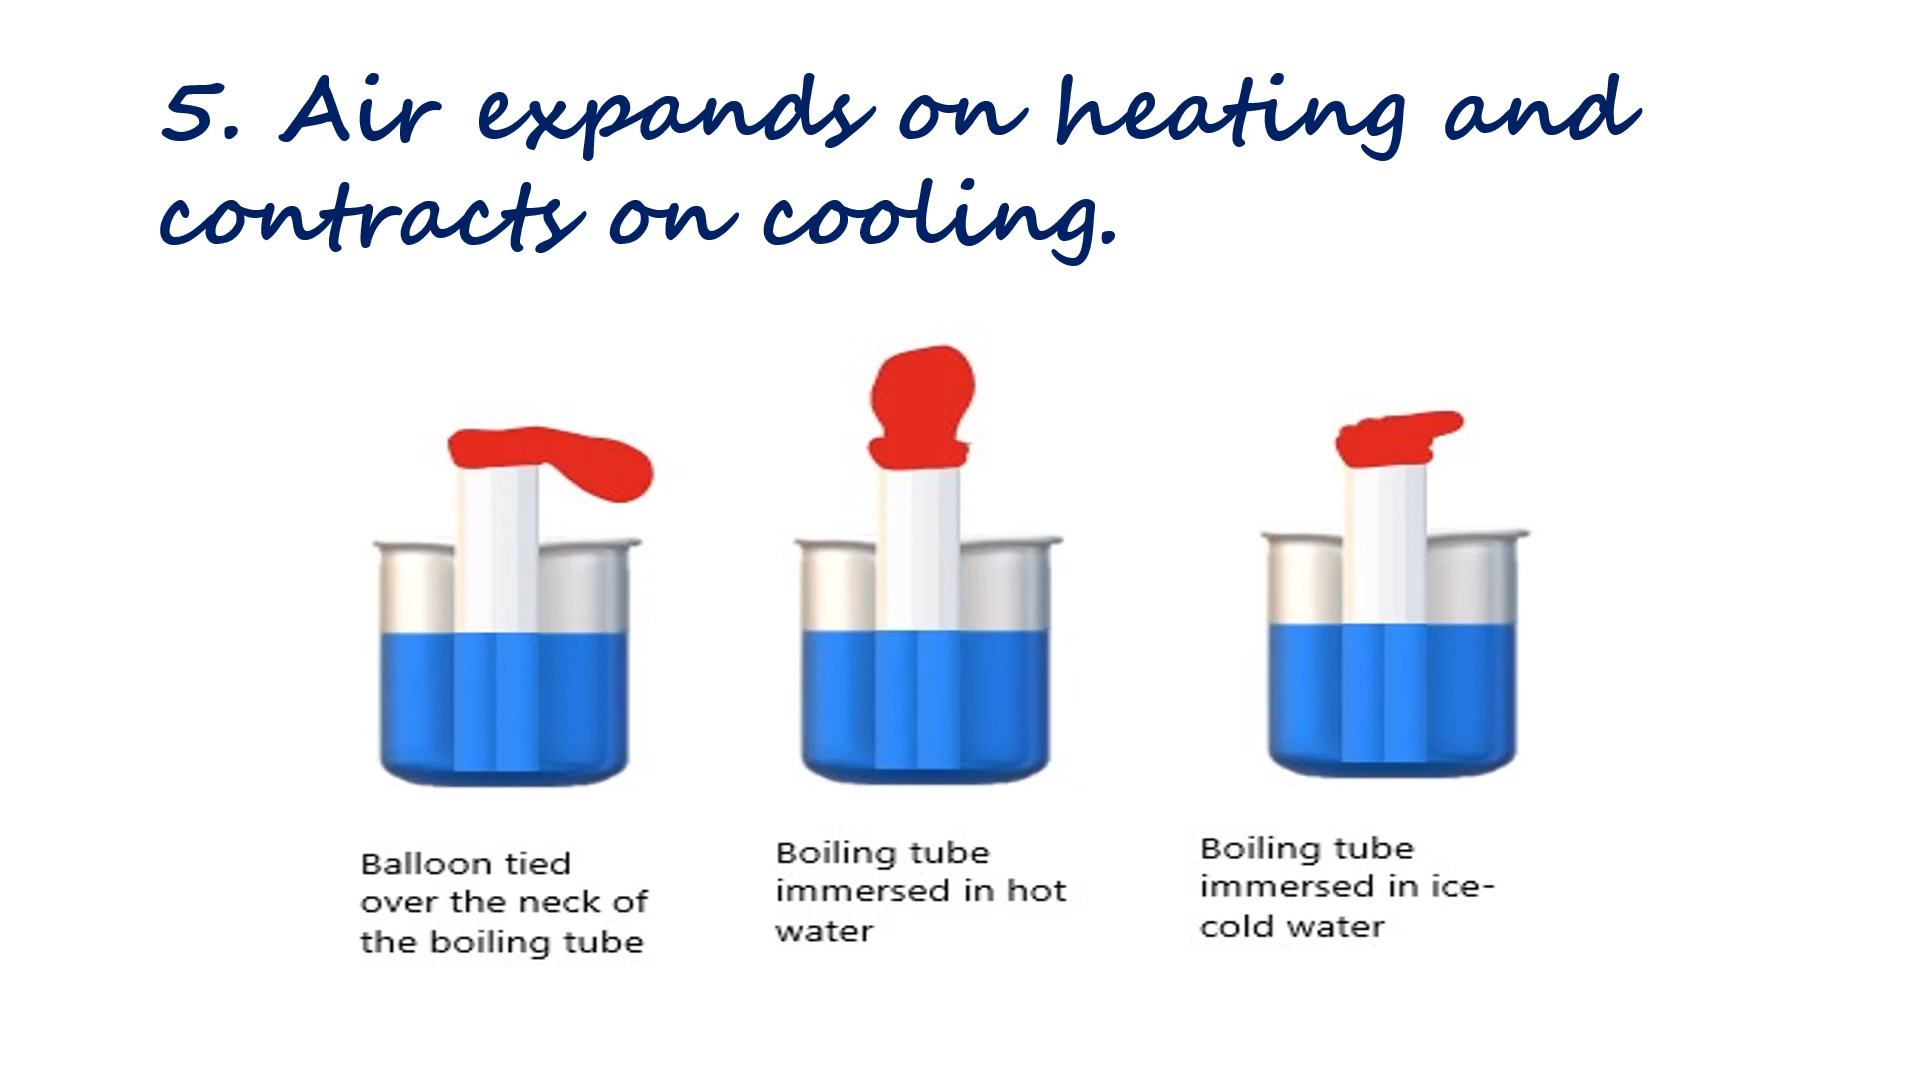 5. Air expands on heating and
contracts on cooling.
Balloon tied
over the neck of
the boiling tube
Boiling tube
immersed in hot
water
Boiling tube
immersed in ice-
cold water